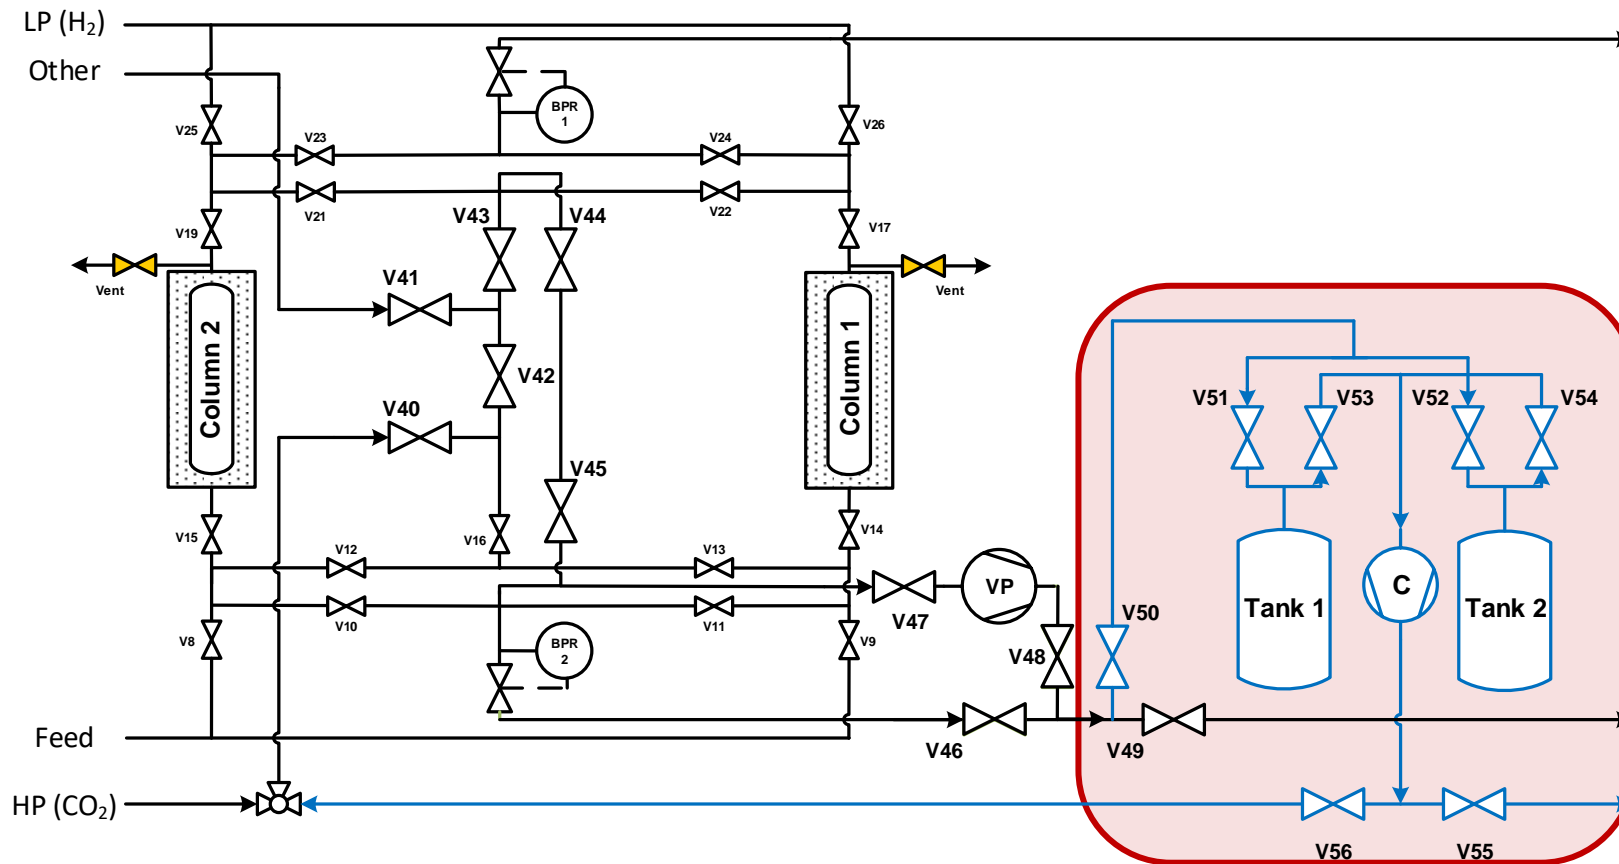 LP (H₂)
Other
BPR
1
V25
V23
V24
V26
V21
V22
V19
V43
V44
V17
Vent
V41
Vent
Column 2
Column 1
V42
V40
V51
V53
V52
V54
V45
V15
V12
V16
V13
V14
VP
C
Tank 1
Tank 2
V10
V11
V47
V50
V8
BPR
2
V9
V48
Feed
V46
V49
HP (CO₂)
V56
V55